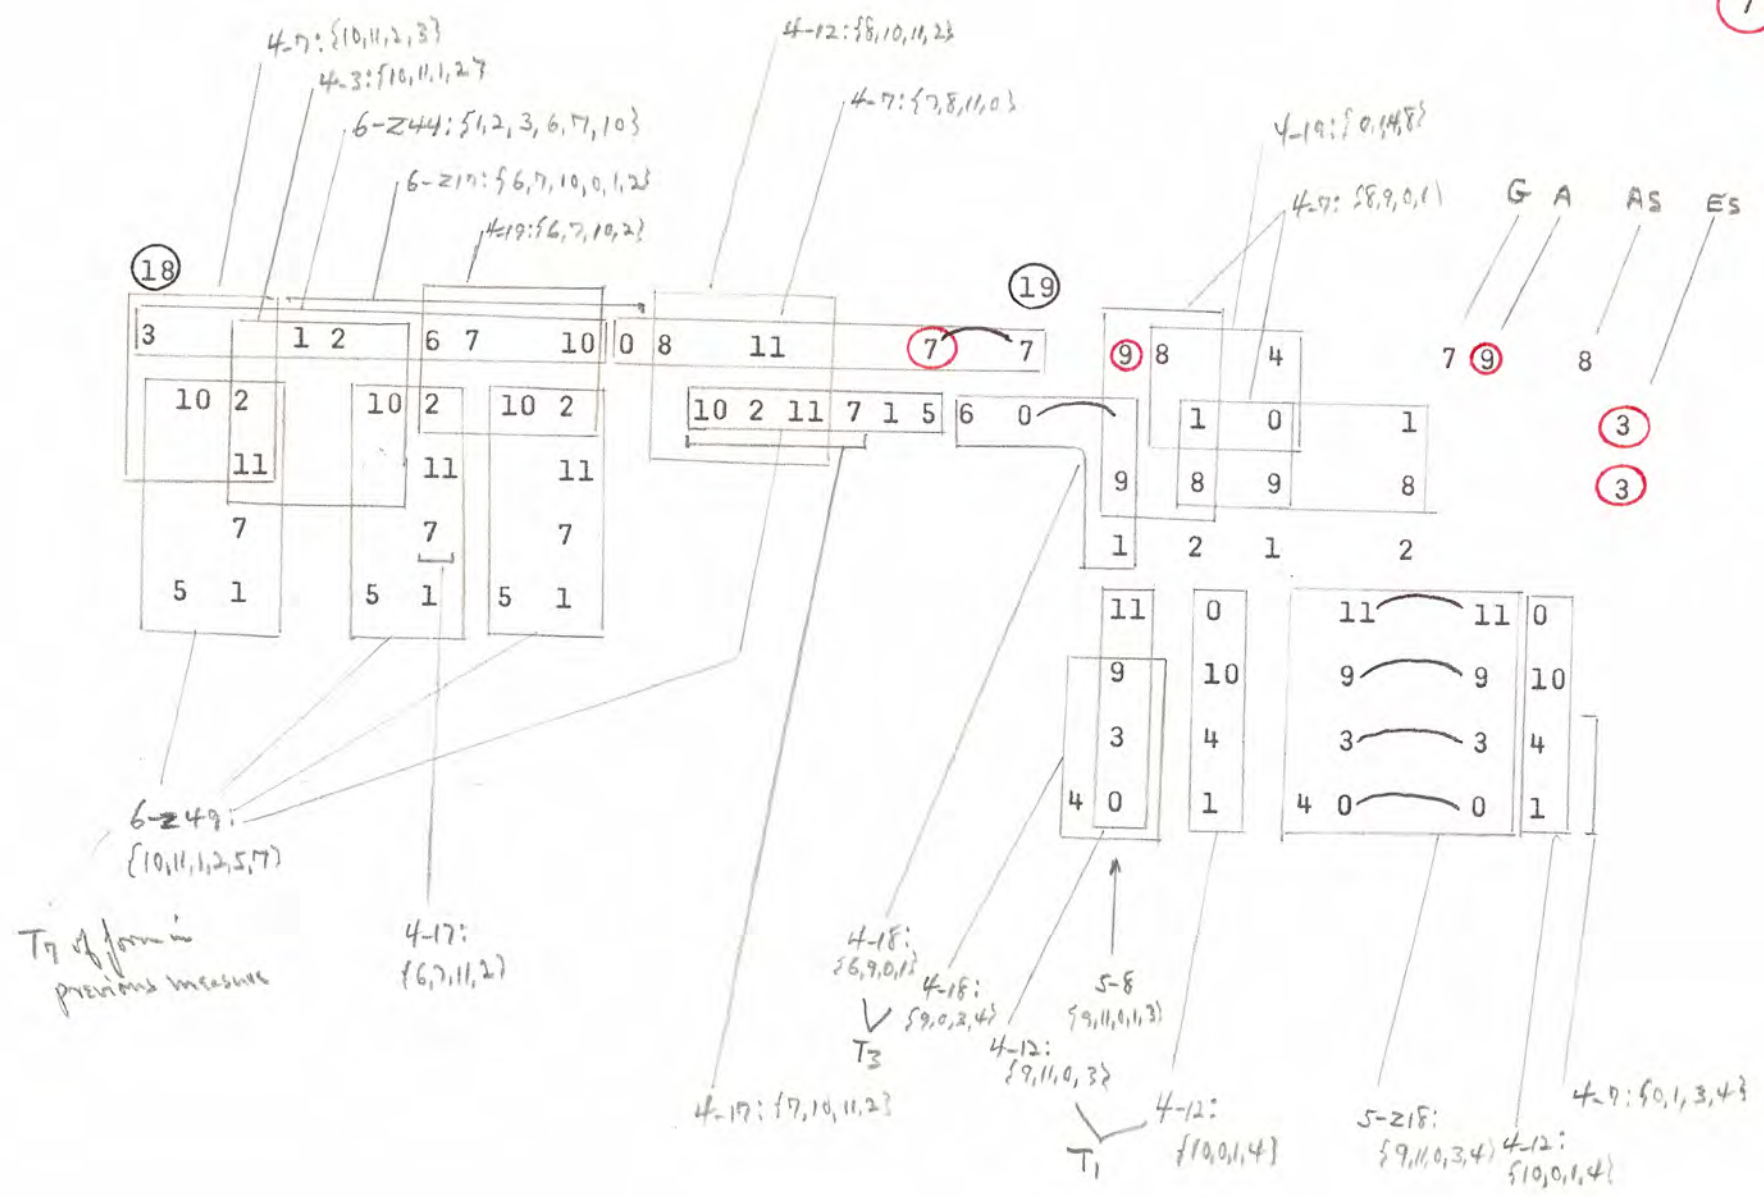 7
4-7: {10,11,2,3}
4-3: {10,11,1,2}
6-Z44: {1,2,3,6,7,10}
6-Z17: {6,7,10,0,1,2}
4-19: {6,7,10,2}
4-12: {8,10,11,2}
4-7: {7,8,11,0}
4-19: {0,1,4,8}
4-7: {8,9,0,1}
G A AS ES
18
19
3 1 2 6 7 10 0 8 11 7 7 9 8 4 7 9 8
10 2 10 2 10 2 10 2 11 7 1 5 6 0 1 0 1 3
11 11 11 9 8 9 8 3
7 7 7 1 2 1 2
5 1 5 1 5 1 11 0 11 11 0
9 10 9 9 10
3 4 3 3 4
4 0 1 4 0 0 1
6-Z49:
{10,11,1,2,5,7}
T7 of form in
previous measure
4-17:
{6,7,11,2}
4-17: {7,10,11,2}
4-18:
{6,9,0,1}
T3
4-18:
{9,0,3,4}
4-12:
{9,11,0,3}
5-8
{9,11,0,1,3}
T1
4-12:
{10,0,1,4}
5-Z18:
{9,11,0,3,4}
4-12:
{10,0,1,4}
4-7: {0,1,3,4}